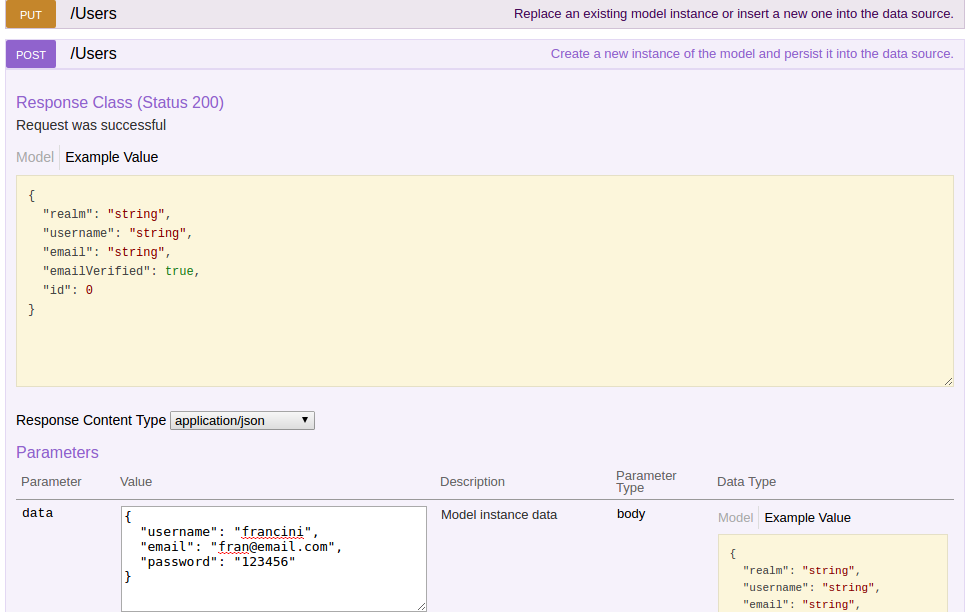 PUT /Users Replace an existing model instance or insert a new one into the data source.
POST /Users Create a new instance of the model and persist it into the data source.
Response Class (Status 200)
Request was successful
Model Example Value
{
  "realm": "string",
  "username": "string",
  "email": "string",
  "emailVerified": true,
  "id": 0
}
Response Content Type application/json
Parameters
Parameter Value Description Parameter Type Data Type
data
{
  "username": "francini",
  "email": "fran@email.com",
  "password": "123456"
}
Model instance data
body
Model Example Value
{
  "realm": "string",
  "username": "string",
  "email": "string",